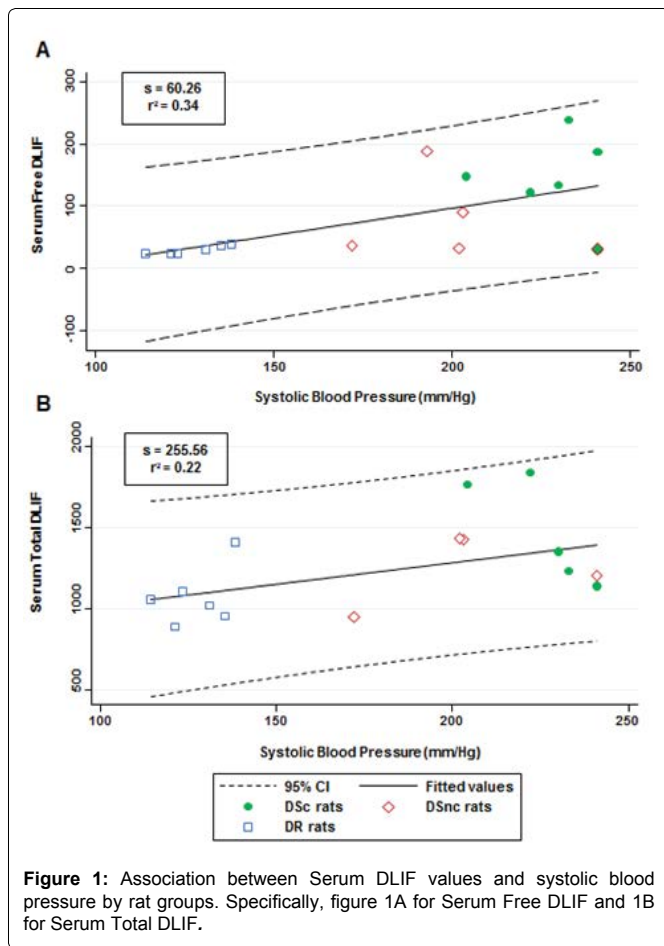 A
s = 60.26
r² = 0.34
Serum Free DLIF
300
200
100
0
-100
100 150 200 250
Systolic Blood Pressure (mm/Hg)
B
s = 255.56
r² = 0.22
Serum Total DLIF
2000
1500
1000
500
100 150 200 250
Systolic Blood Pressure (mm/Hg)
95% CI Fitted values
DSc rats DSnc rats
DR rats
Figure 1: Association between Serum DLIF values and systolic blood
pressure by rat groups. Specifically, figure 1A for Serum Free DLIF and 1B
for Serum Total DLIF.